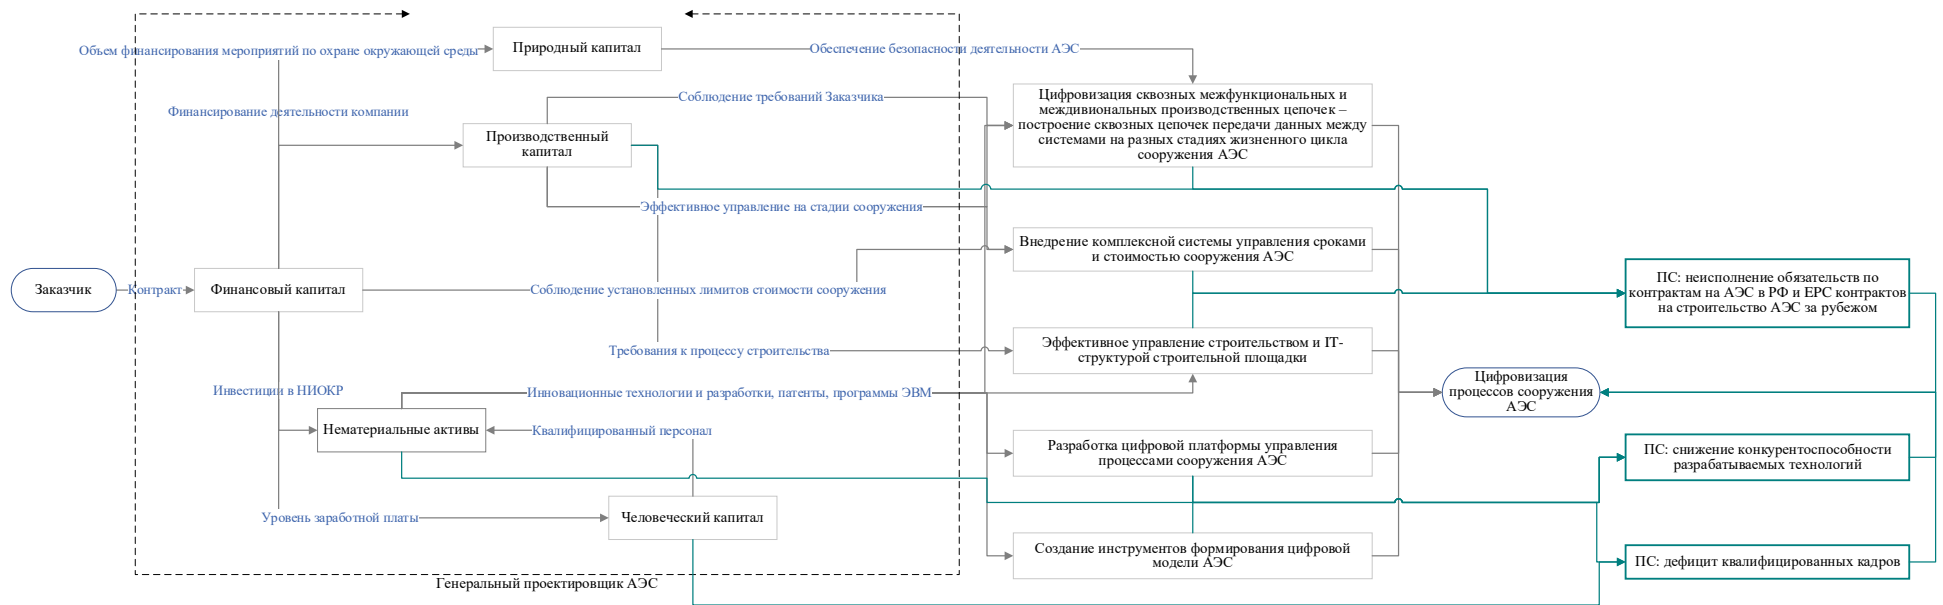 Объем финансирования мероприятий по охране окружающей среды
Природный капитал
Обеспечение безопасности деятельности АЭС
Финансирование деятельности компании
Соблюдение требований Заказчика
Производственный
капитал
Цифровизация сквозных межфункциональных и
междивиональных производственных цепочек –
построение сквозных цепочек передачи данных между
системами на разных стадиях жизненного цикла
сооружения АЭС
Эффективное управление на стадии сооружения
Внедрение комплексной системы управления сроками
и стоимостью сооружения АЭС
Заказчик
Контракт
Финансовый капитал
Соблюдение установленных лимитов стоимости сооружения
ПС: неисполнение обязательств по
контрактам на АЭС в РФ и EPC контрактов
на строительство АЭС за рубежом
Требования к процессу строительства
Эффективное управление строительством и IT-
структурой строительной площадки
Инвестиции в НИОКР
Инновационные технологии и разработки, патенты, программы ЭВМ
Цифровизация
процессов сооружения
АЭС
Нематериальные активы
Квалифицированный персонал
Разработка цифровой платформы управления
процессами сооружения АЭС
ПС: снижение конкурентоспособности
разрабатываемых технологий
Уровень заработной платы
Человеческий капитал
Создание инструментов формирования цифровой
модели АЭС
ПС: дефицит квалифицированных кадров
Генеральный проектировщик АЭС